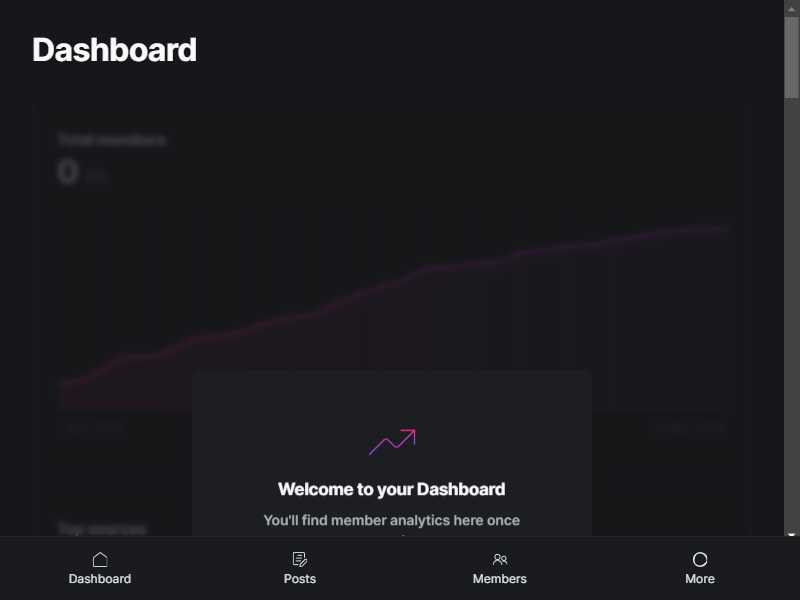 Dashboard
Total members
0
Welcome to your Dashboard
You'll find member analytics here once
Top sources
Dashboard
Posts
Members
More